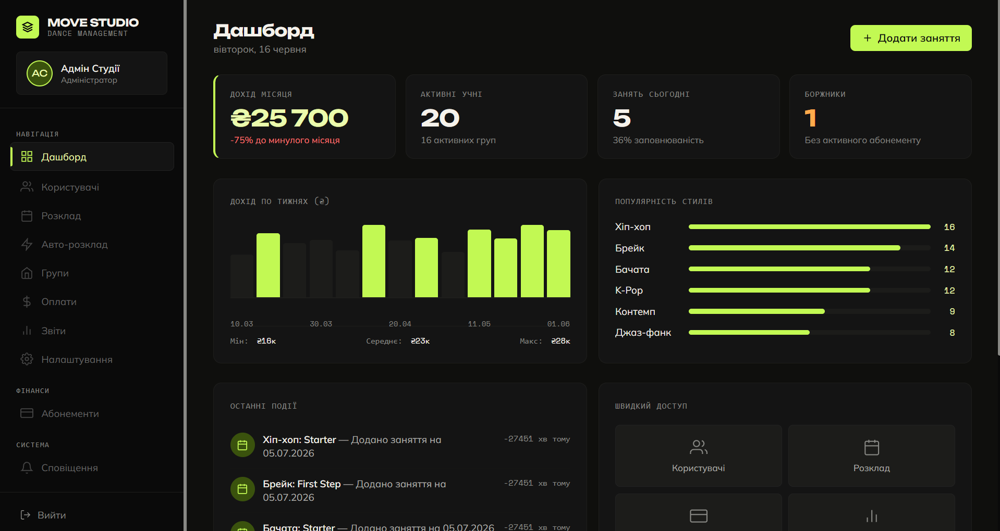 MOVE STUDIO
DANCE MANAGEMENT
АС
Адмін Студії
Адміністратор
НАВІГАЦІЯ
Дашборд
Користувачі
Розклад
Авто-розклад
Групи
Оплати
Звіти
Налаштування
ФІНАНСИ
Абонементи
СИСТЕМА
Сповіщення
Вийти
Дашборд
вівторок, 16 червня
+ Додати заняття
ДОХІД МІСЯЦЯ
₴25 700
-75% до минулого місяця
АКТИВНІ УЧНІ
20
16 активних груп
ЗАНЯТЬ СЬОГОДНІ
5
36% заповнюваність
БОРЖНИКИ
1
Без активного абонементу
ДОХІД ПО ТИЖНЯХ (₴)
10.03 30.03 20.04 11.05 01.06
Мін: ₴16к Середнє: ₴23к Макс: ₴28к
ПОПУЛЯРНІСТЬ СТИЛІВ
Хіп-хоп 16
Брейк 14
Бачата 12
K-Pop 12
Контемп 9
Джаз-фанк 8
ОСТАННІ ПОДІЇ
Хіп-хоп: Starter — Додано заняття на -27451 хв тому
05.07.2026
Брейк: First Step — Додано заняття на -27451 хв тому
05.07.2026
Бачата: Starter — Додано заняття на 05.07.2026 -27451 хв тому
ШВИДКИЙ ДОСТУП
Користувачі
Розклад